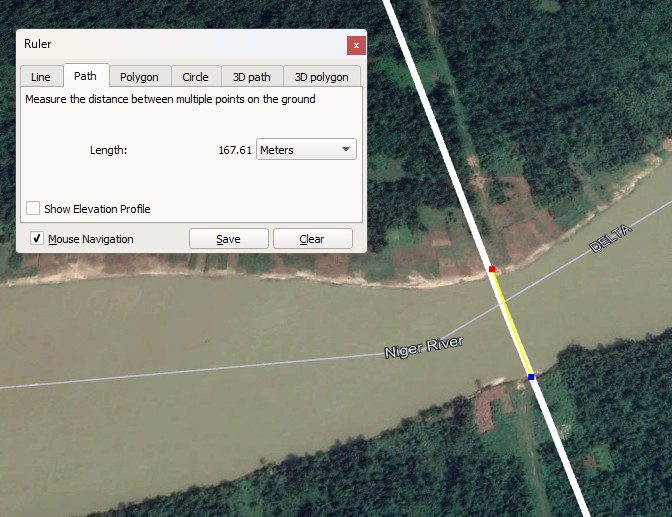 Ruler
x
Line
Path
Polygon
Circle
3D path
3D polygon
Measure the distance between multiple points on the ground
Length:
167.61
Meters
Show Elevation Profile
Mouse Navigation
Save
Clear
DELTA
Niger River